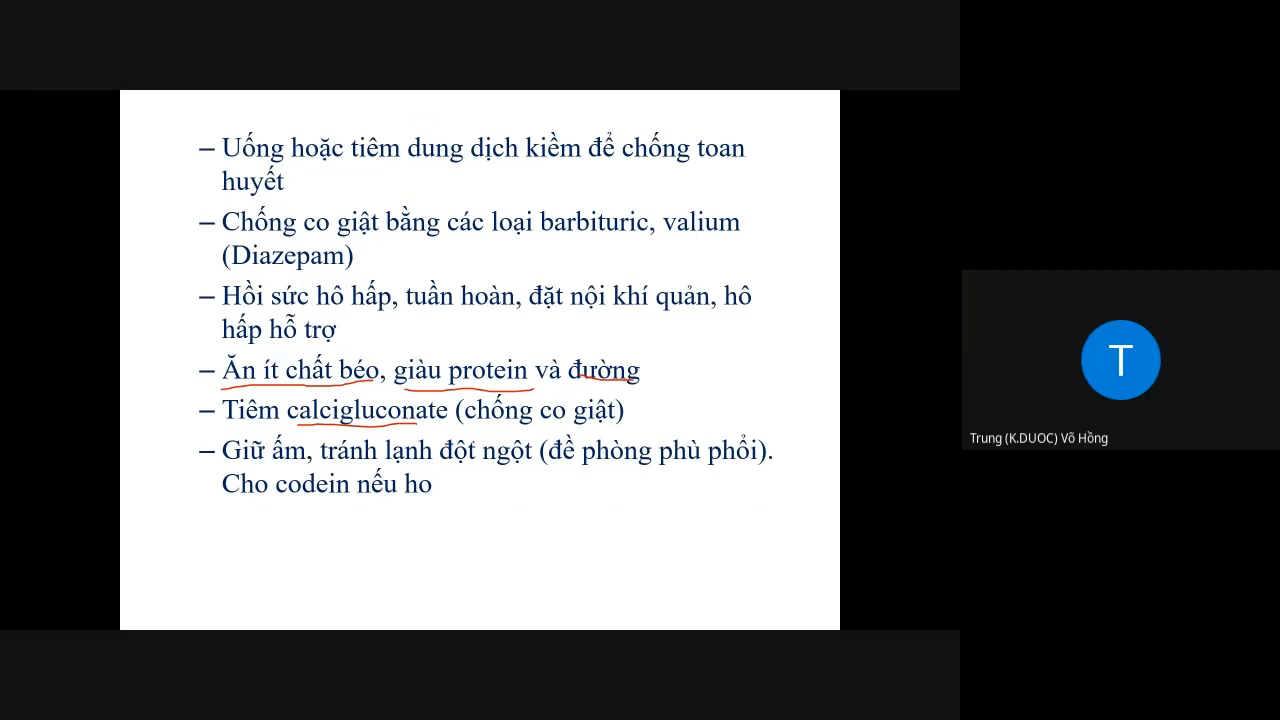 – Uống hoặc tiêm dung dịch kiềm để chống toan
huyết
– Chống co giật bằng các loại barbituric, valium
(Diazepam)
– Hồi sức hô hấp, tuần hoàn, đặt nội khí quản, hô
hấp hỗ trợ
– Ăn ít chất béo, giàu protein và đường
– Tiêm calcigluconate (chống co giật)
– Giữ ấm, tránh lạnh đột ngột (đề phòng phù phổi).
Cho codein nếu ho
T
Trung (K.DUOC) Võ Hồng